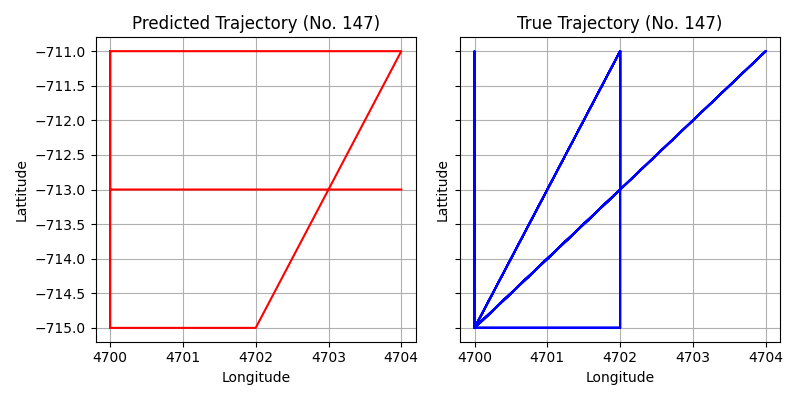 Predicted Trajectory (No. 147)
True Trajectory (No. 147)
Lattitude
−711.0
−711.5
−712.0
−712.5
−713.0
−713.5
−714.0
−714.5
−715.0
4700 4701 4702 4703 4704
Longitude
Lattitude
4700 4701 4702 4703 4704
Longitude